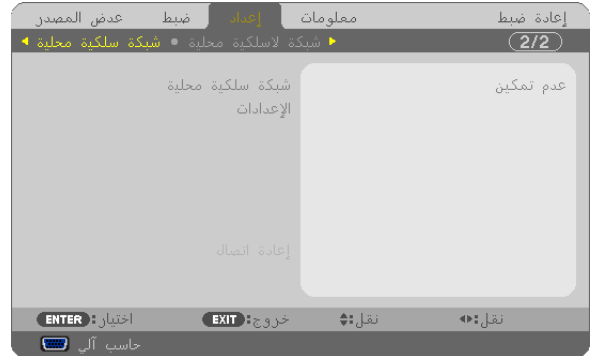 عدض المصدر ضبط إعداد معلومات إعادة ضبط
شبكة سلكية محلية • شبكة لاسلكية محلية 2/2
شبكة سلكية محلية عدم تمكين
الإعدادات
إعادة اتصال
ENTER :اختيار EXIT :خروج نقل: نقل:
حاسب آلي